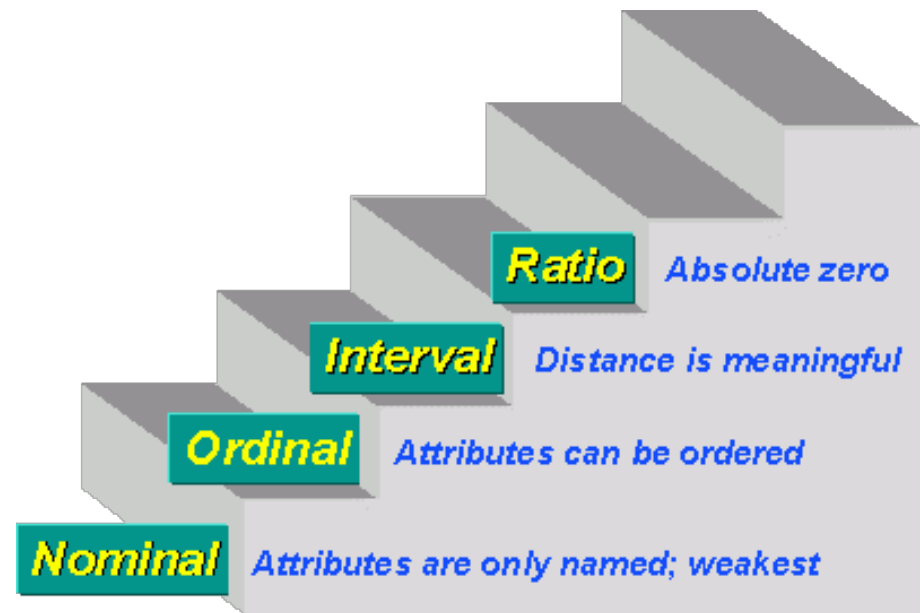 Ratio Absolute zero
Interval Distance is meaningful
Ordinal Attributes can be ordered
Nominal Attributes are only named; weakest